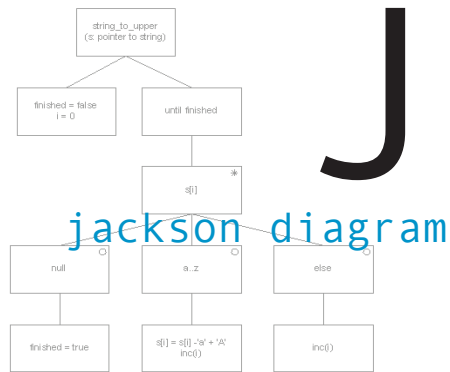 string_to_upper
(s: pointer to string)
J
finished = false
i = 0
until finished
s[i]
*
jackson diagram
null
a..z
else
finished = true
s[i] = s[i] -'a' + 'A'
inc(i)
inc(i)